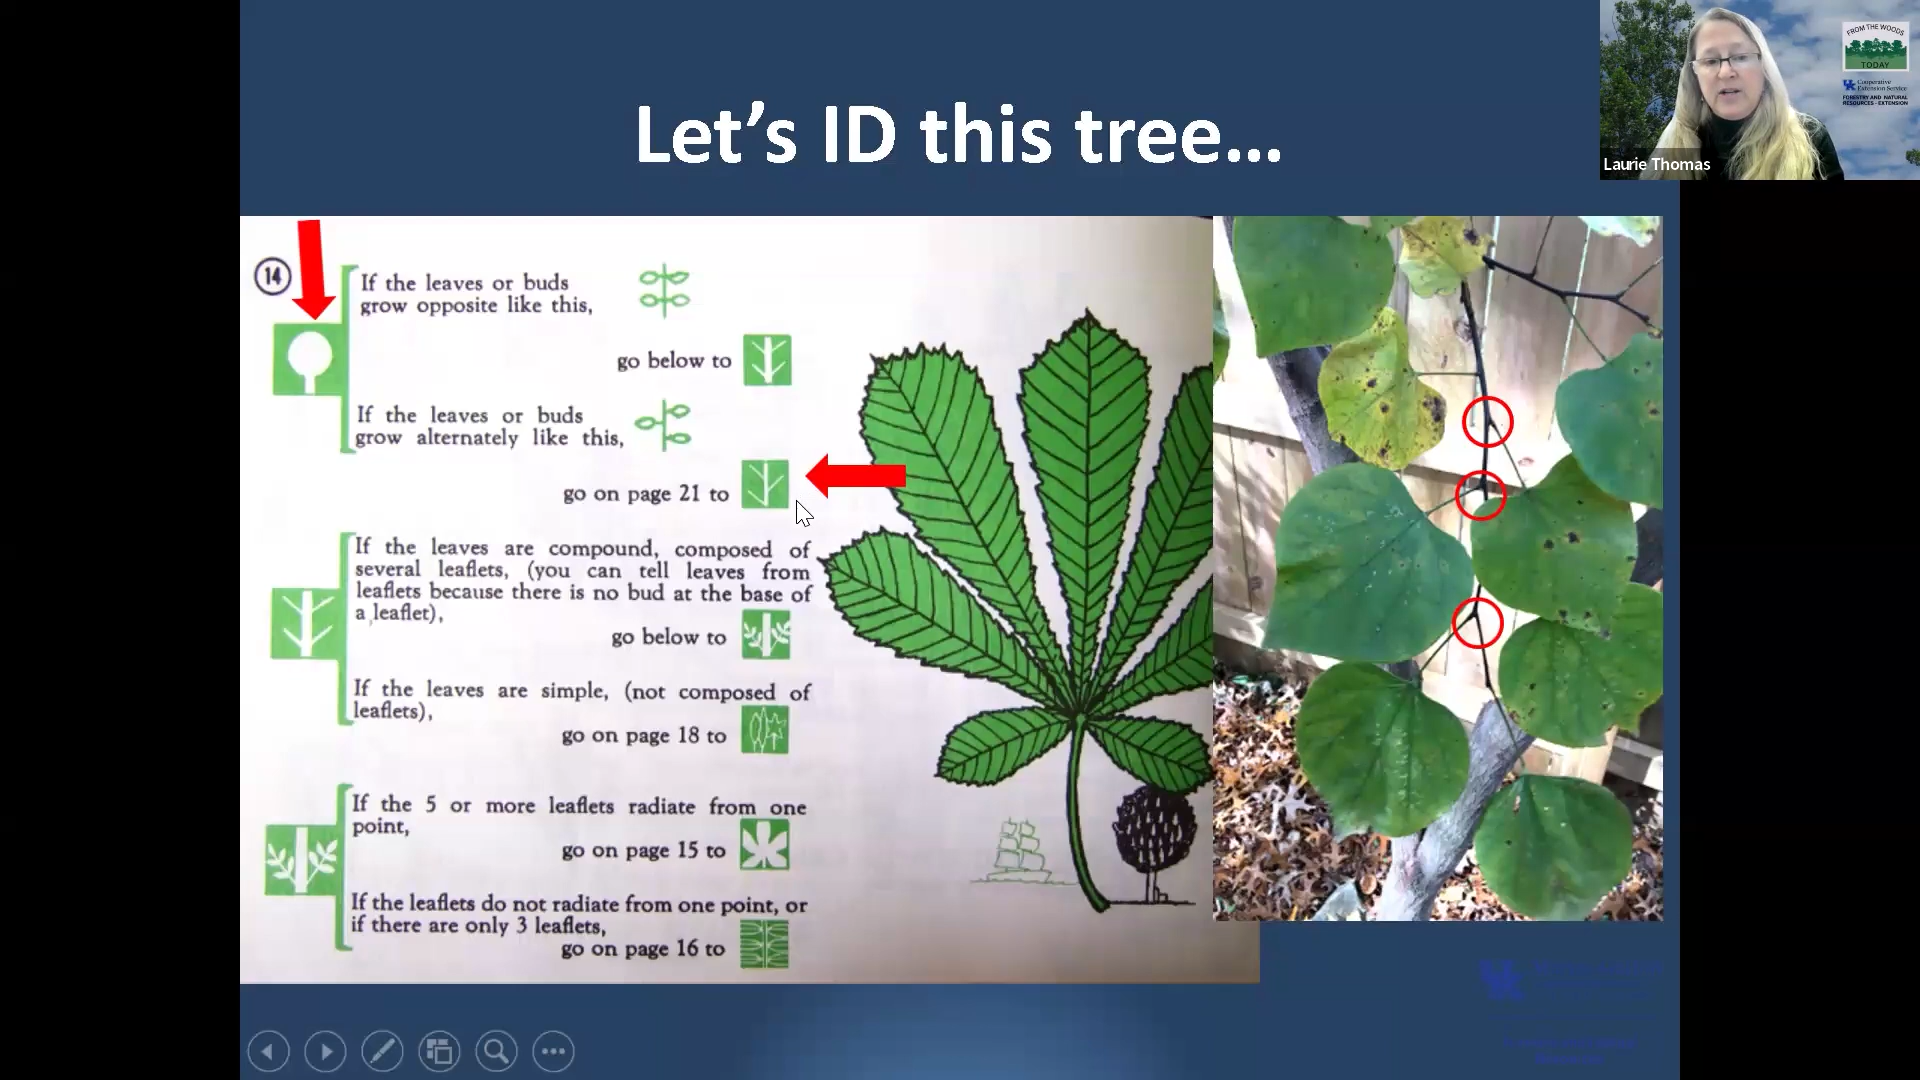 FROM THE WOODS
TODAY
UK Cooperative
Extension Service
FORESTRY AND NATURAL
RESOURCES - EXTENSION
Laurie Thomas
Let's ID this tree...
14
If the leaves or buds
grow opposite like this,
go below to
If the leaves or buds
grow alternately like this,
go on page 21 to
If the leaves are compound, composed of
several leaflets, (you can tell leaves from
leaflets because there is no bud at the base of
a leaflet),
go below to
If the leaves are simple, (not composed of
leaflets),
go on page 18 to
If the 5 or more leaflets radiate from one
point,
go on page 15 to
If the leaflets do not radiate from one point, or
if there are only 3 leaflets,
go on page 16 to
UK